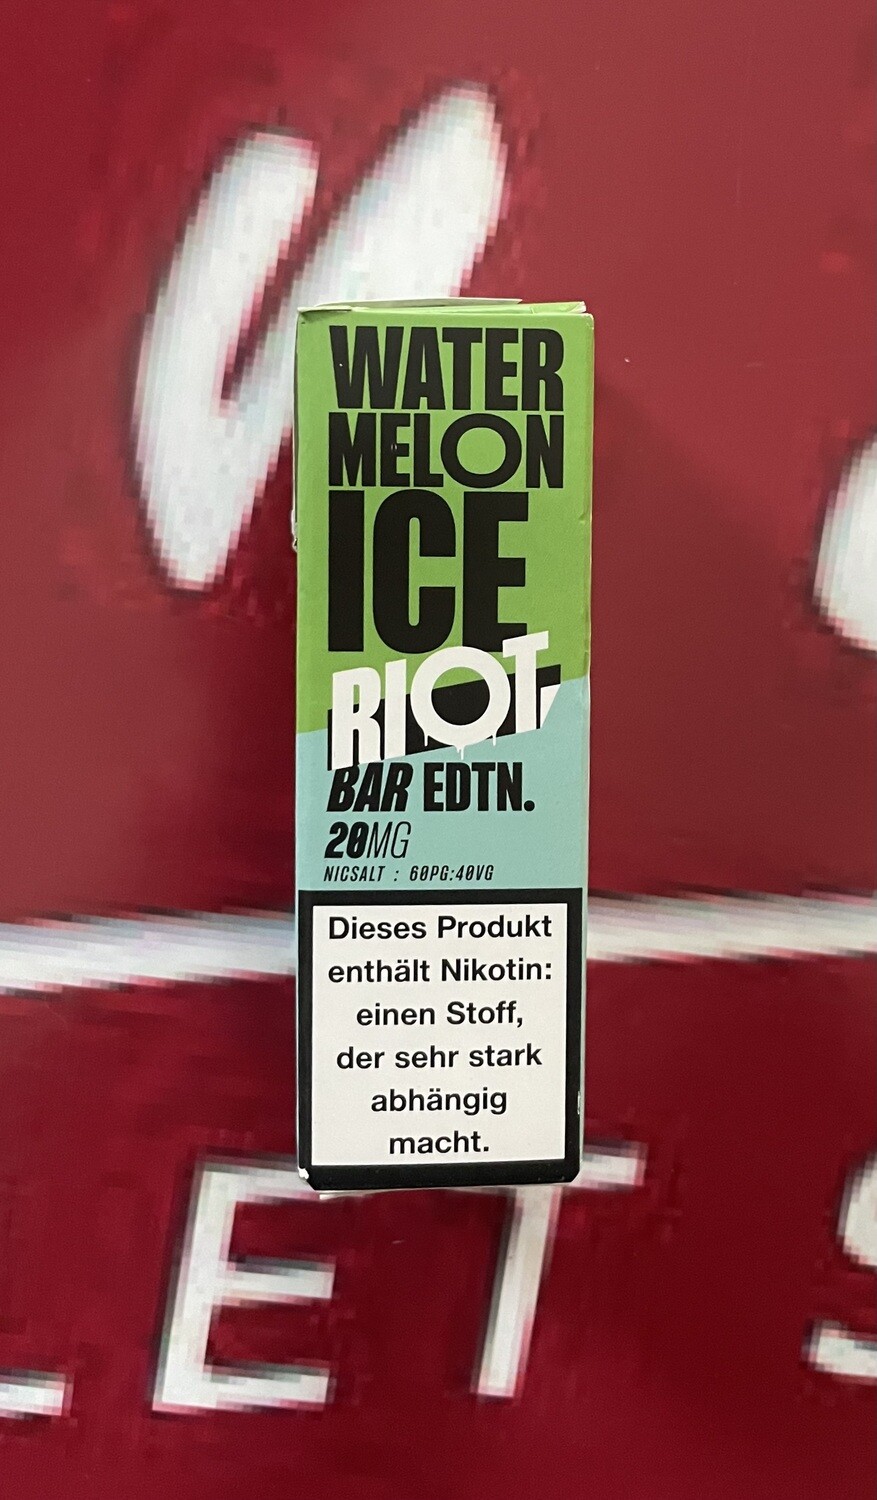 WATER
MELON
ICE
RIOT
BAR EDTN.
20MG
NICSALT : 60PG:40VG
Dieses Produkt
enthält Nikotin:
einen Stoff,
der sehr stark
abhängig
macht.
LETS